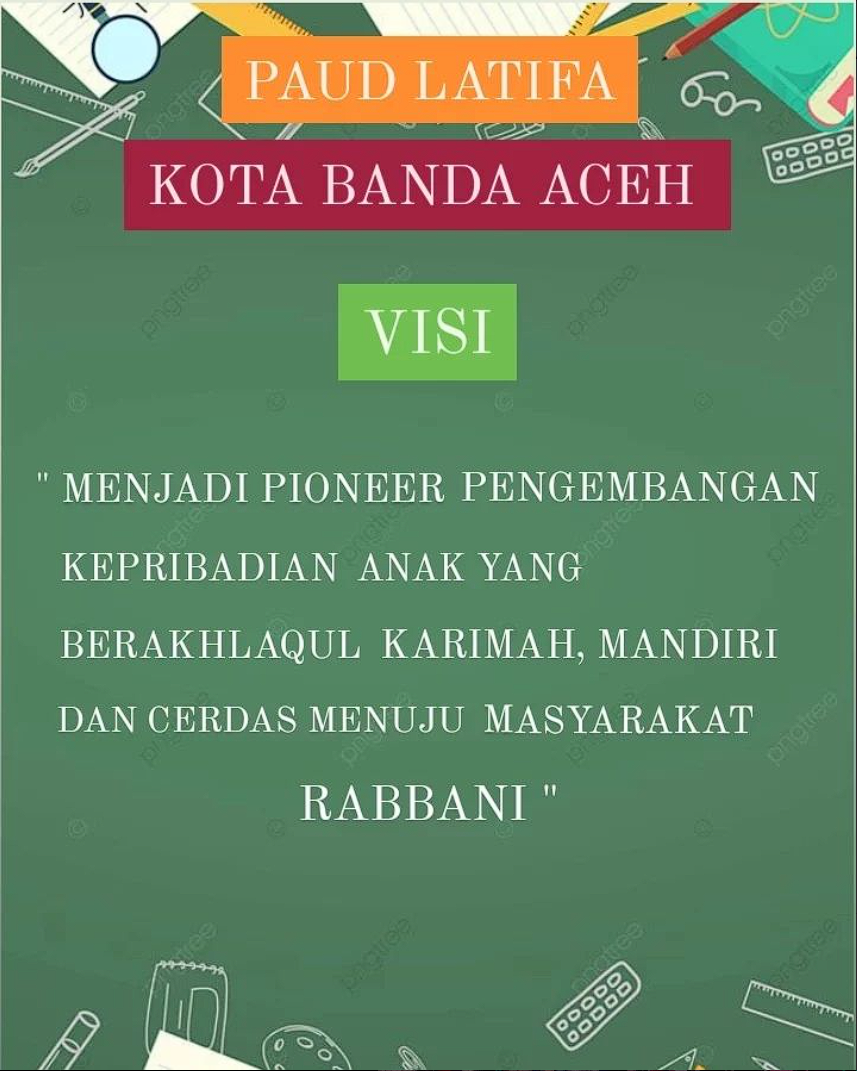 PAUD LATIFA
KOTA BANDA ACEH
VISI
" MENJADI PIONEER PENGEMBANGAN
KEPRIBADIAN ANAK YANG
BERAKHLAQUL KARIMAH, MANDIRI
DAN CERDAS MENUJU MASYARAKAT
RABBANI "
pngtree